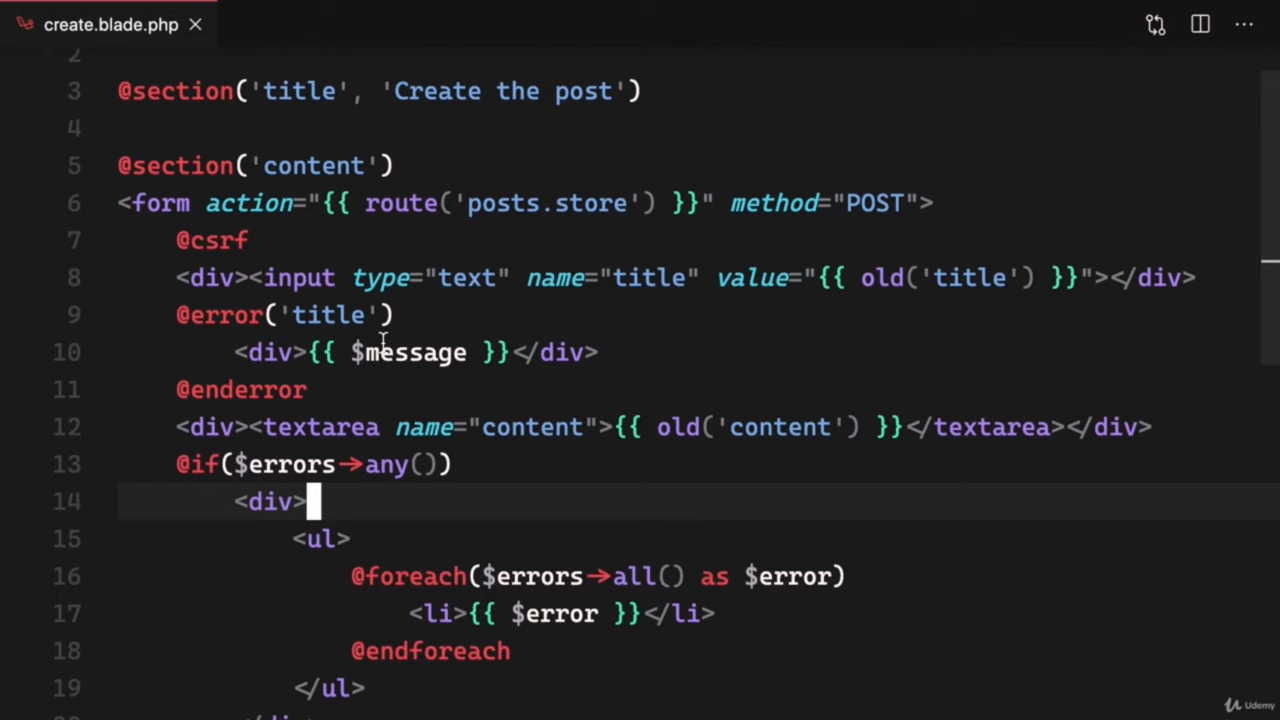 create.blade.php
2
3 @section('title', 'Create the post')
4
5 @section('content')
6 <form action="{{ route('posts.store') }}" method="POST">
7 @csrf
8 <div><input type="text" name="title" value="{{ old('title') }}"></div>
9 @error('title')
10 <div>{{ $message }}</div>
11 @enderror
12 <div><textarea name="content">{{ old('content') }}</textarea></div>
13 @if($errors->any())
14 <div>
15 <ul>
16 @foreach($errors->all() as $error)
17 <li>{{ $error }}</li>
18 @endforeach
19 </ul>
Udemy